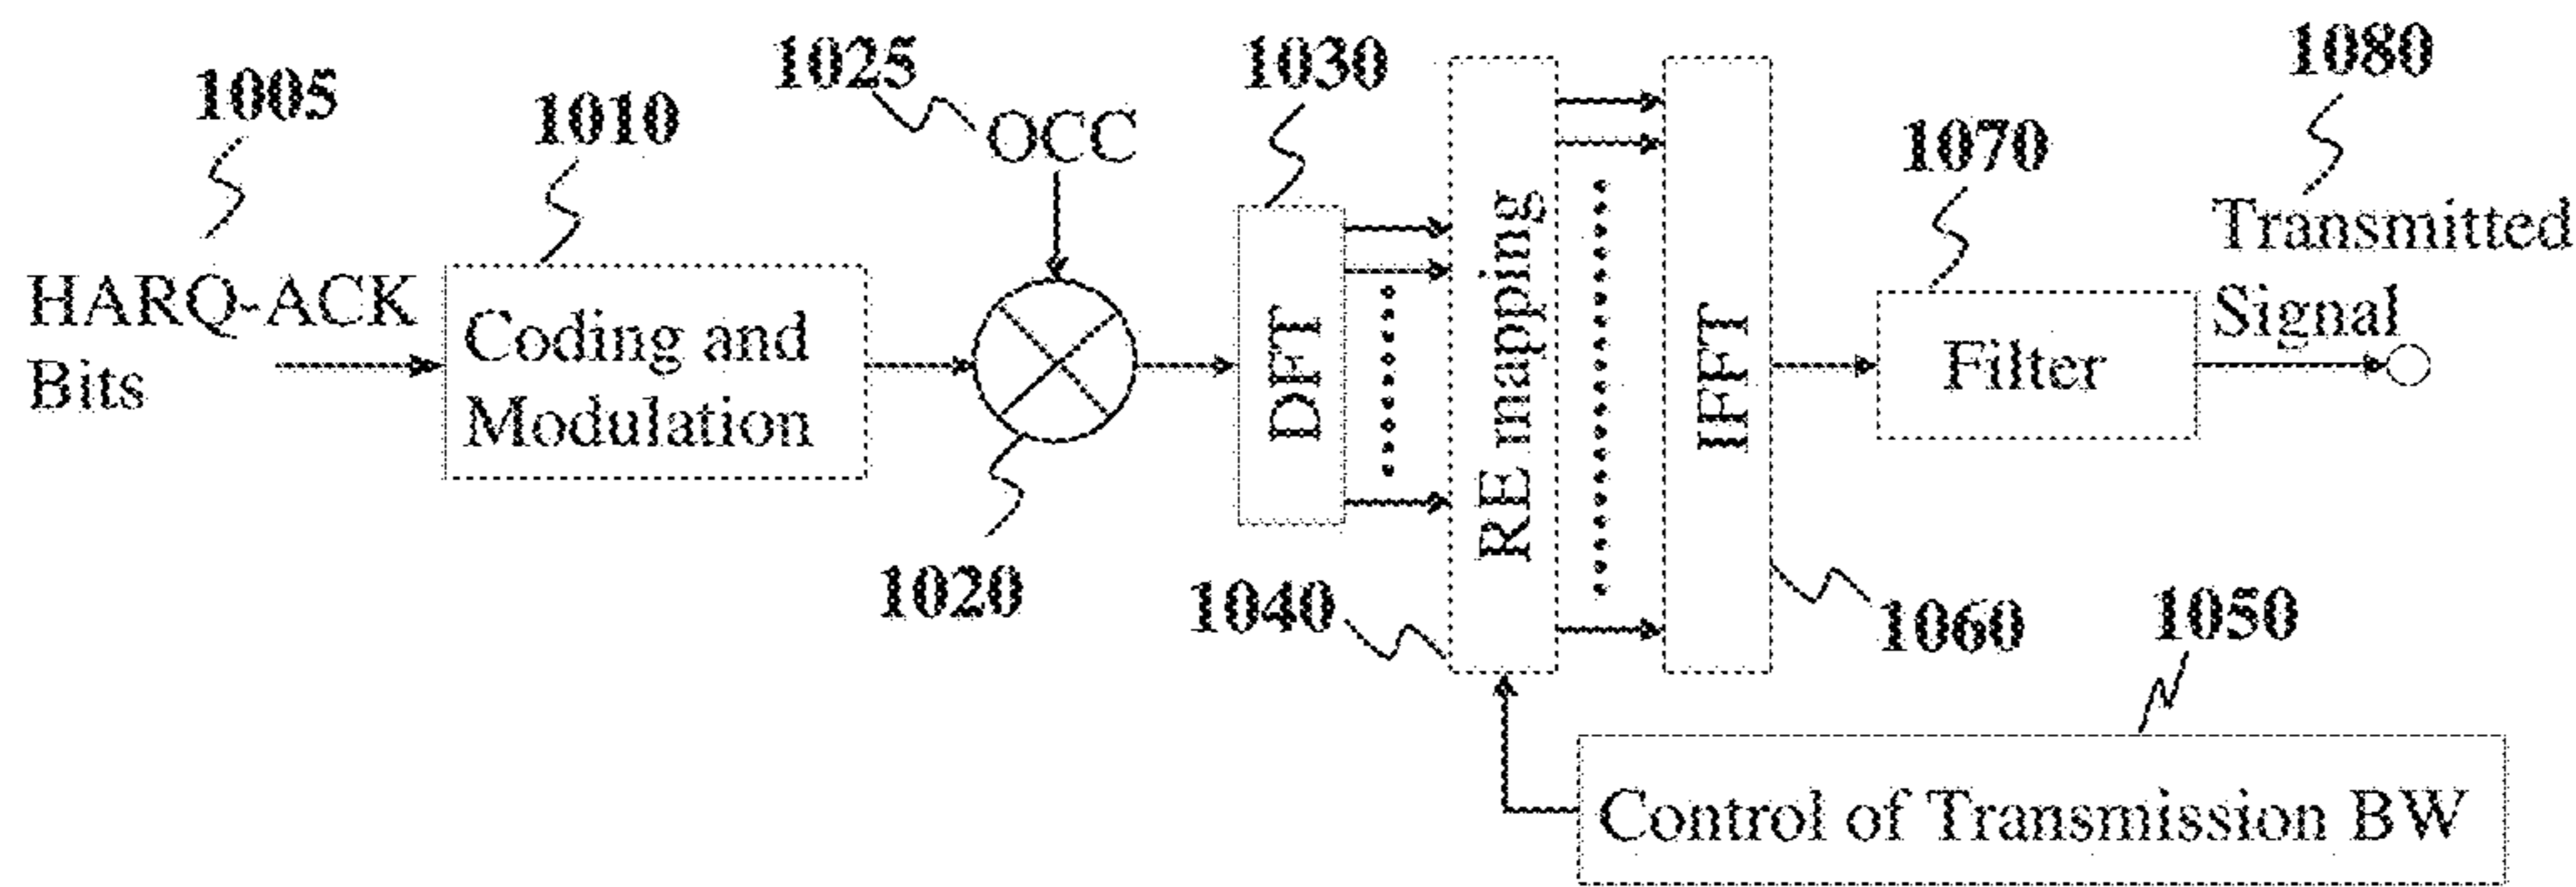 1005
HARQ-ACK
Bits
1010
Coding and
Modulation
1025
OCC
1020
1030
DFT
1040
RE mapping
IFFT
1060
1050
Control of Transmission BW
1070
Filter
1080
Transmitted
Signal